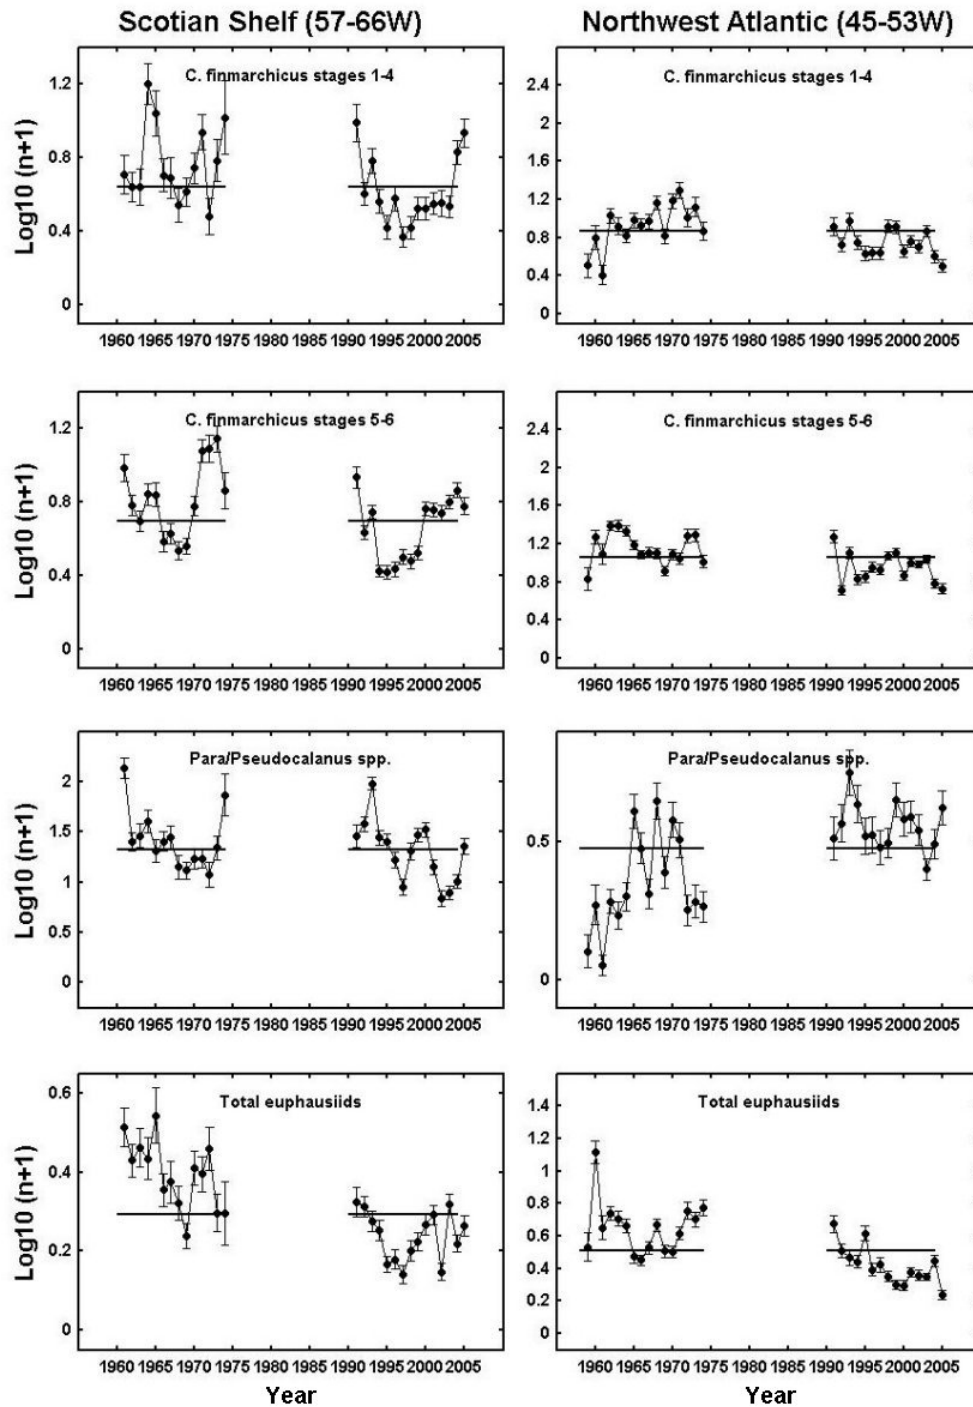 Scotian Shelf (57-66W)
Northwest Atlantic (45-53W)
C. finmarchicus stages 1-4
Log10 (n+1)
1.2
0.8
0.4
0
1960 1965 1970 1975 1980 1985 1990 1995 2000 2005
C. finmarchicus stages 1-4
2.4
2
1.6
1.2
0.8
0.4
0
1960 1965 1970 1975 1980 1985 1990 1995 2000 2005
C. finmarchicus stages 5-6
Log10 (n+1)
1.2
0.8
0.4
0
1960 1965 1970 1975 1980 1985 1990 1995 2000 2005
C. finmarchicus stages 5-6
2.4
2
1.6
1.2
0.8
0.4
0
1960 1965 1970 1975 1980 1985 1990 1995 2000 2005
Para/Pseudocalanus spp.
Log10 (n+1)
2
1.5
1
0.5
0
1960 1965 1970 1975 1980 1985 1990 1995 2000 2005
Para/Pseudocalanus spp.
0.5
0
1960 1965 1970 1975 1980 1985 1990 1995 2000 2005
Total euphausiids
Log10 (n+1)
0.6
0.4
0.2
0
1960 1965 1970 1975 1980 1985 1990 1995 2000 2005
Year
Total euphausiids
1.4
1.2
1
0.8
0.6
0.4
0.2
0
1960 1965 1970 1975 1980 1985 1990 1995 2000 2005
Year